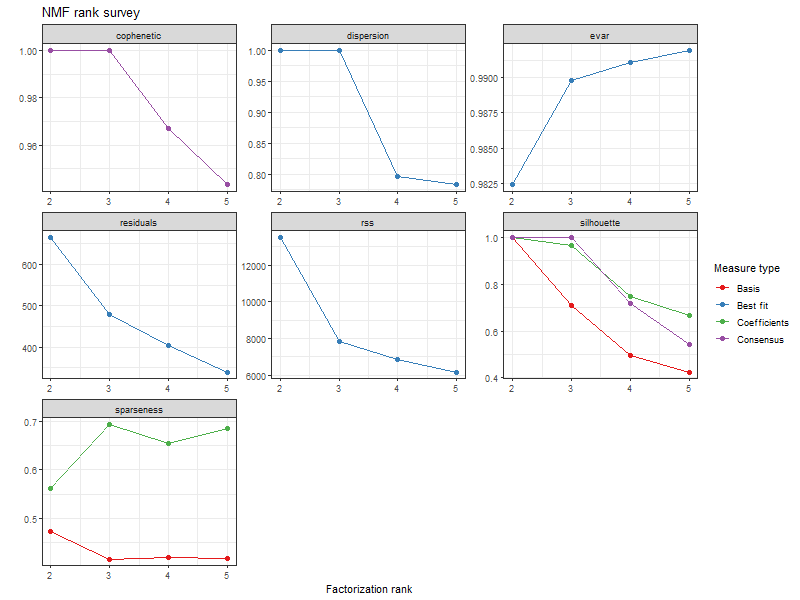 NMF rank survey
cophenetic
dispersion
evar
1.00
0.98
0.96
2 3 4 5
1.00
0.95
0.90
0.85
0.80
2 3 4 5
0.9900
0.9875
0.9850
0.9825
2 3 4 5
residuals
rss
silhouette
600
500
400
2 3 4 5
12000
10000
8000
6000
2 3 4 5
1.0
0.8
0.6
0.4
2 3 4 5
Measure type
Basis
Best fit
Coefficients
Consensus
sparseness
0.7
0.6
0.5
2 3 4 5
Factorization rank